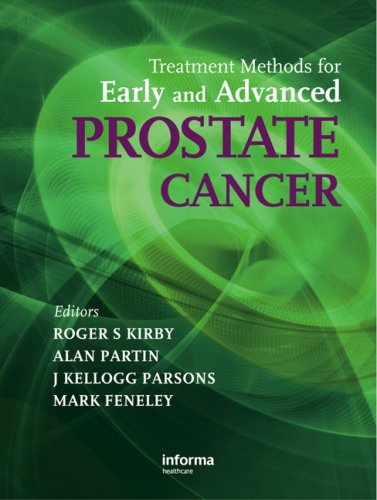 Treatment Methods for
Early and Advanced
PROSTATE
CANCER
Editors
ROGER S KIRBY
ALAN PARTIN
J KELLOGG PARSONS
MARK FENELEY
informa
healthcare